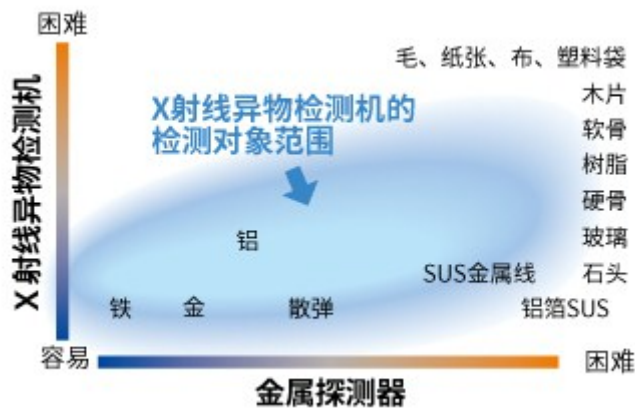 困难
毛、纸张、布、塑料袋
X射线异物检测机的
检测对象范围
木片
软骨
树脂
硬骨
铝
玻璃
SUS金属线
石头
铁
金
散弹
铝箔SUS
X射线异物检测机
容易
困难
金属探测器